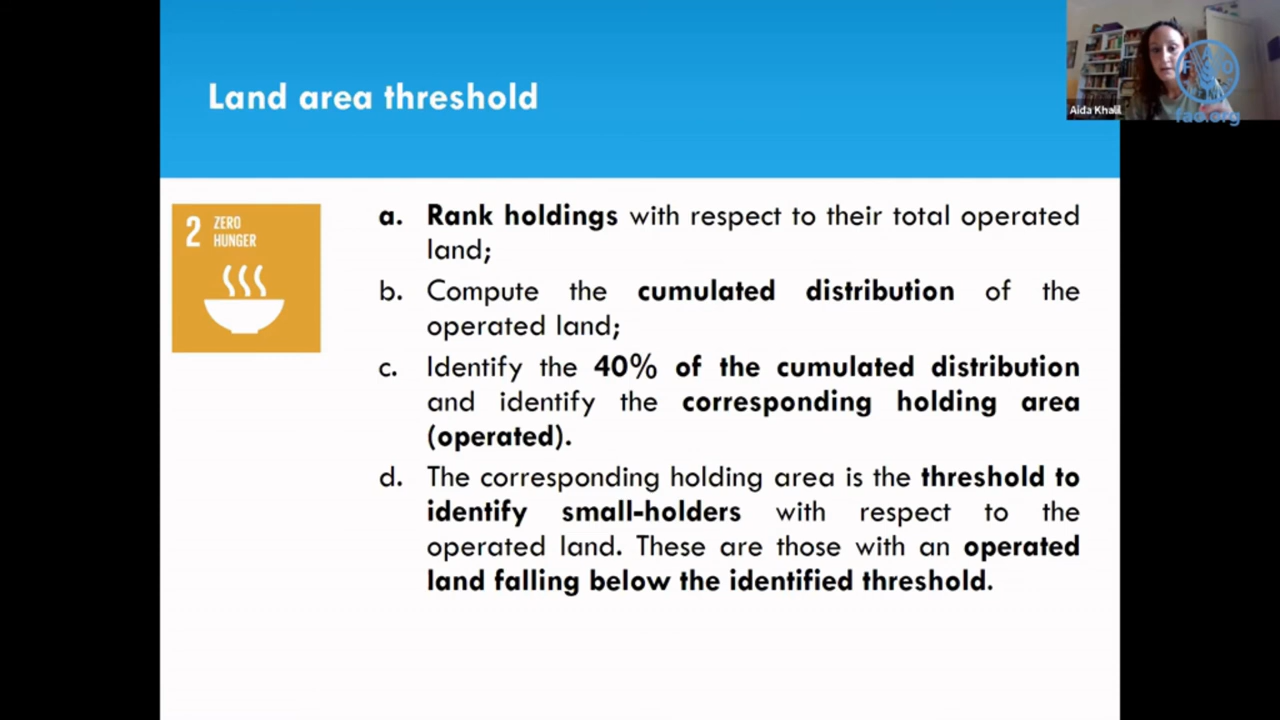 Land area threshold
Aida Khalil
FAO
fao.org
2 ZERO
HUNGER
a. Rank holdings with respect to their total operated
land;
b. Compute the cumulated distribution of the
operated land;
c. Identify the 40% of the cumulated distribution
and identify the corresponding holding area
(operated).
d. The corresponding holding area is the threshold to
identify small-holders with respect to the
operated land. These are those with an operated
land falling below the identified threshold.